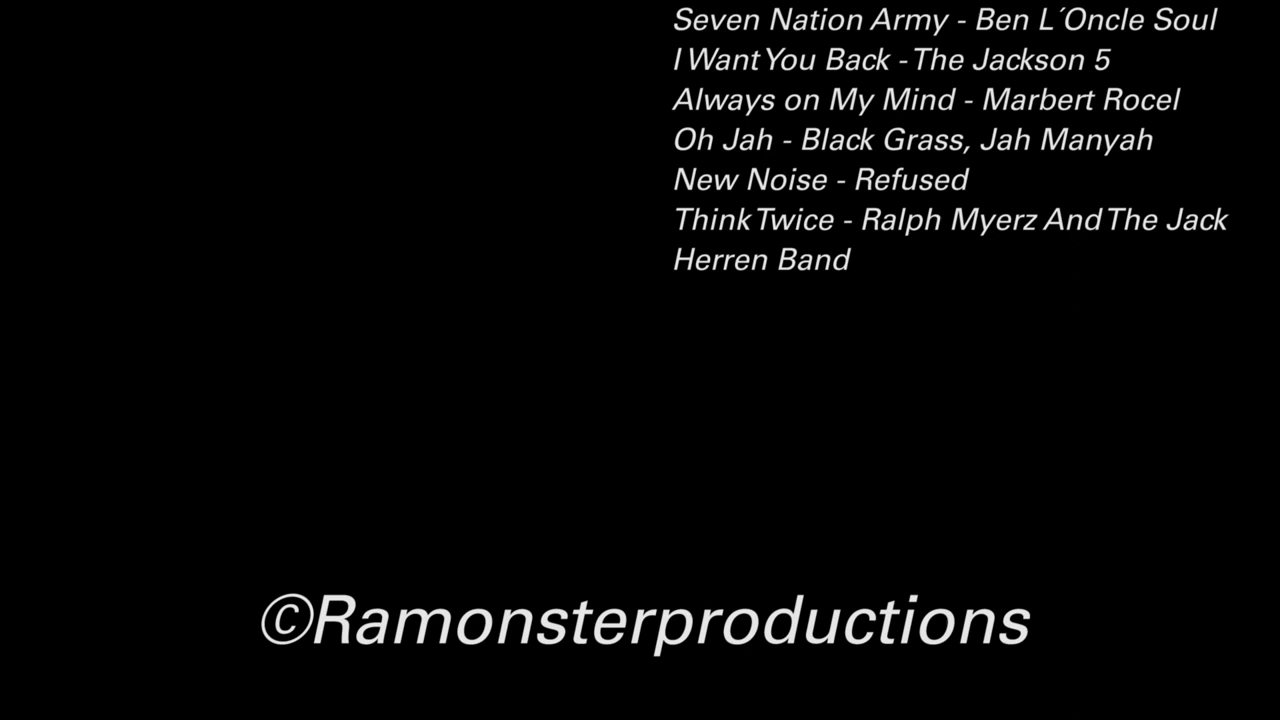 Seven Nation Army - Ben L´Oncle Soul
I Want You Back - The Jackson 5
Always on My Mind - Marbert Rocel
Oh Jah - Black Grass, Jah Manyah
New Noise - Refused
Think Twice - Ralph Myerz And The Jack
Herren Band
©Ramonsterproductions